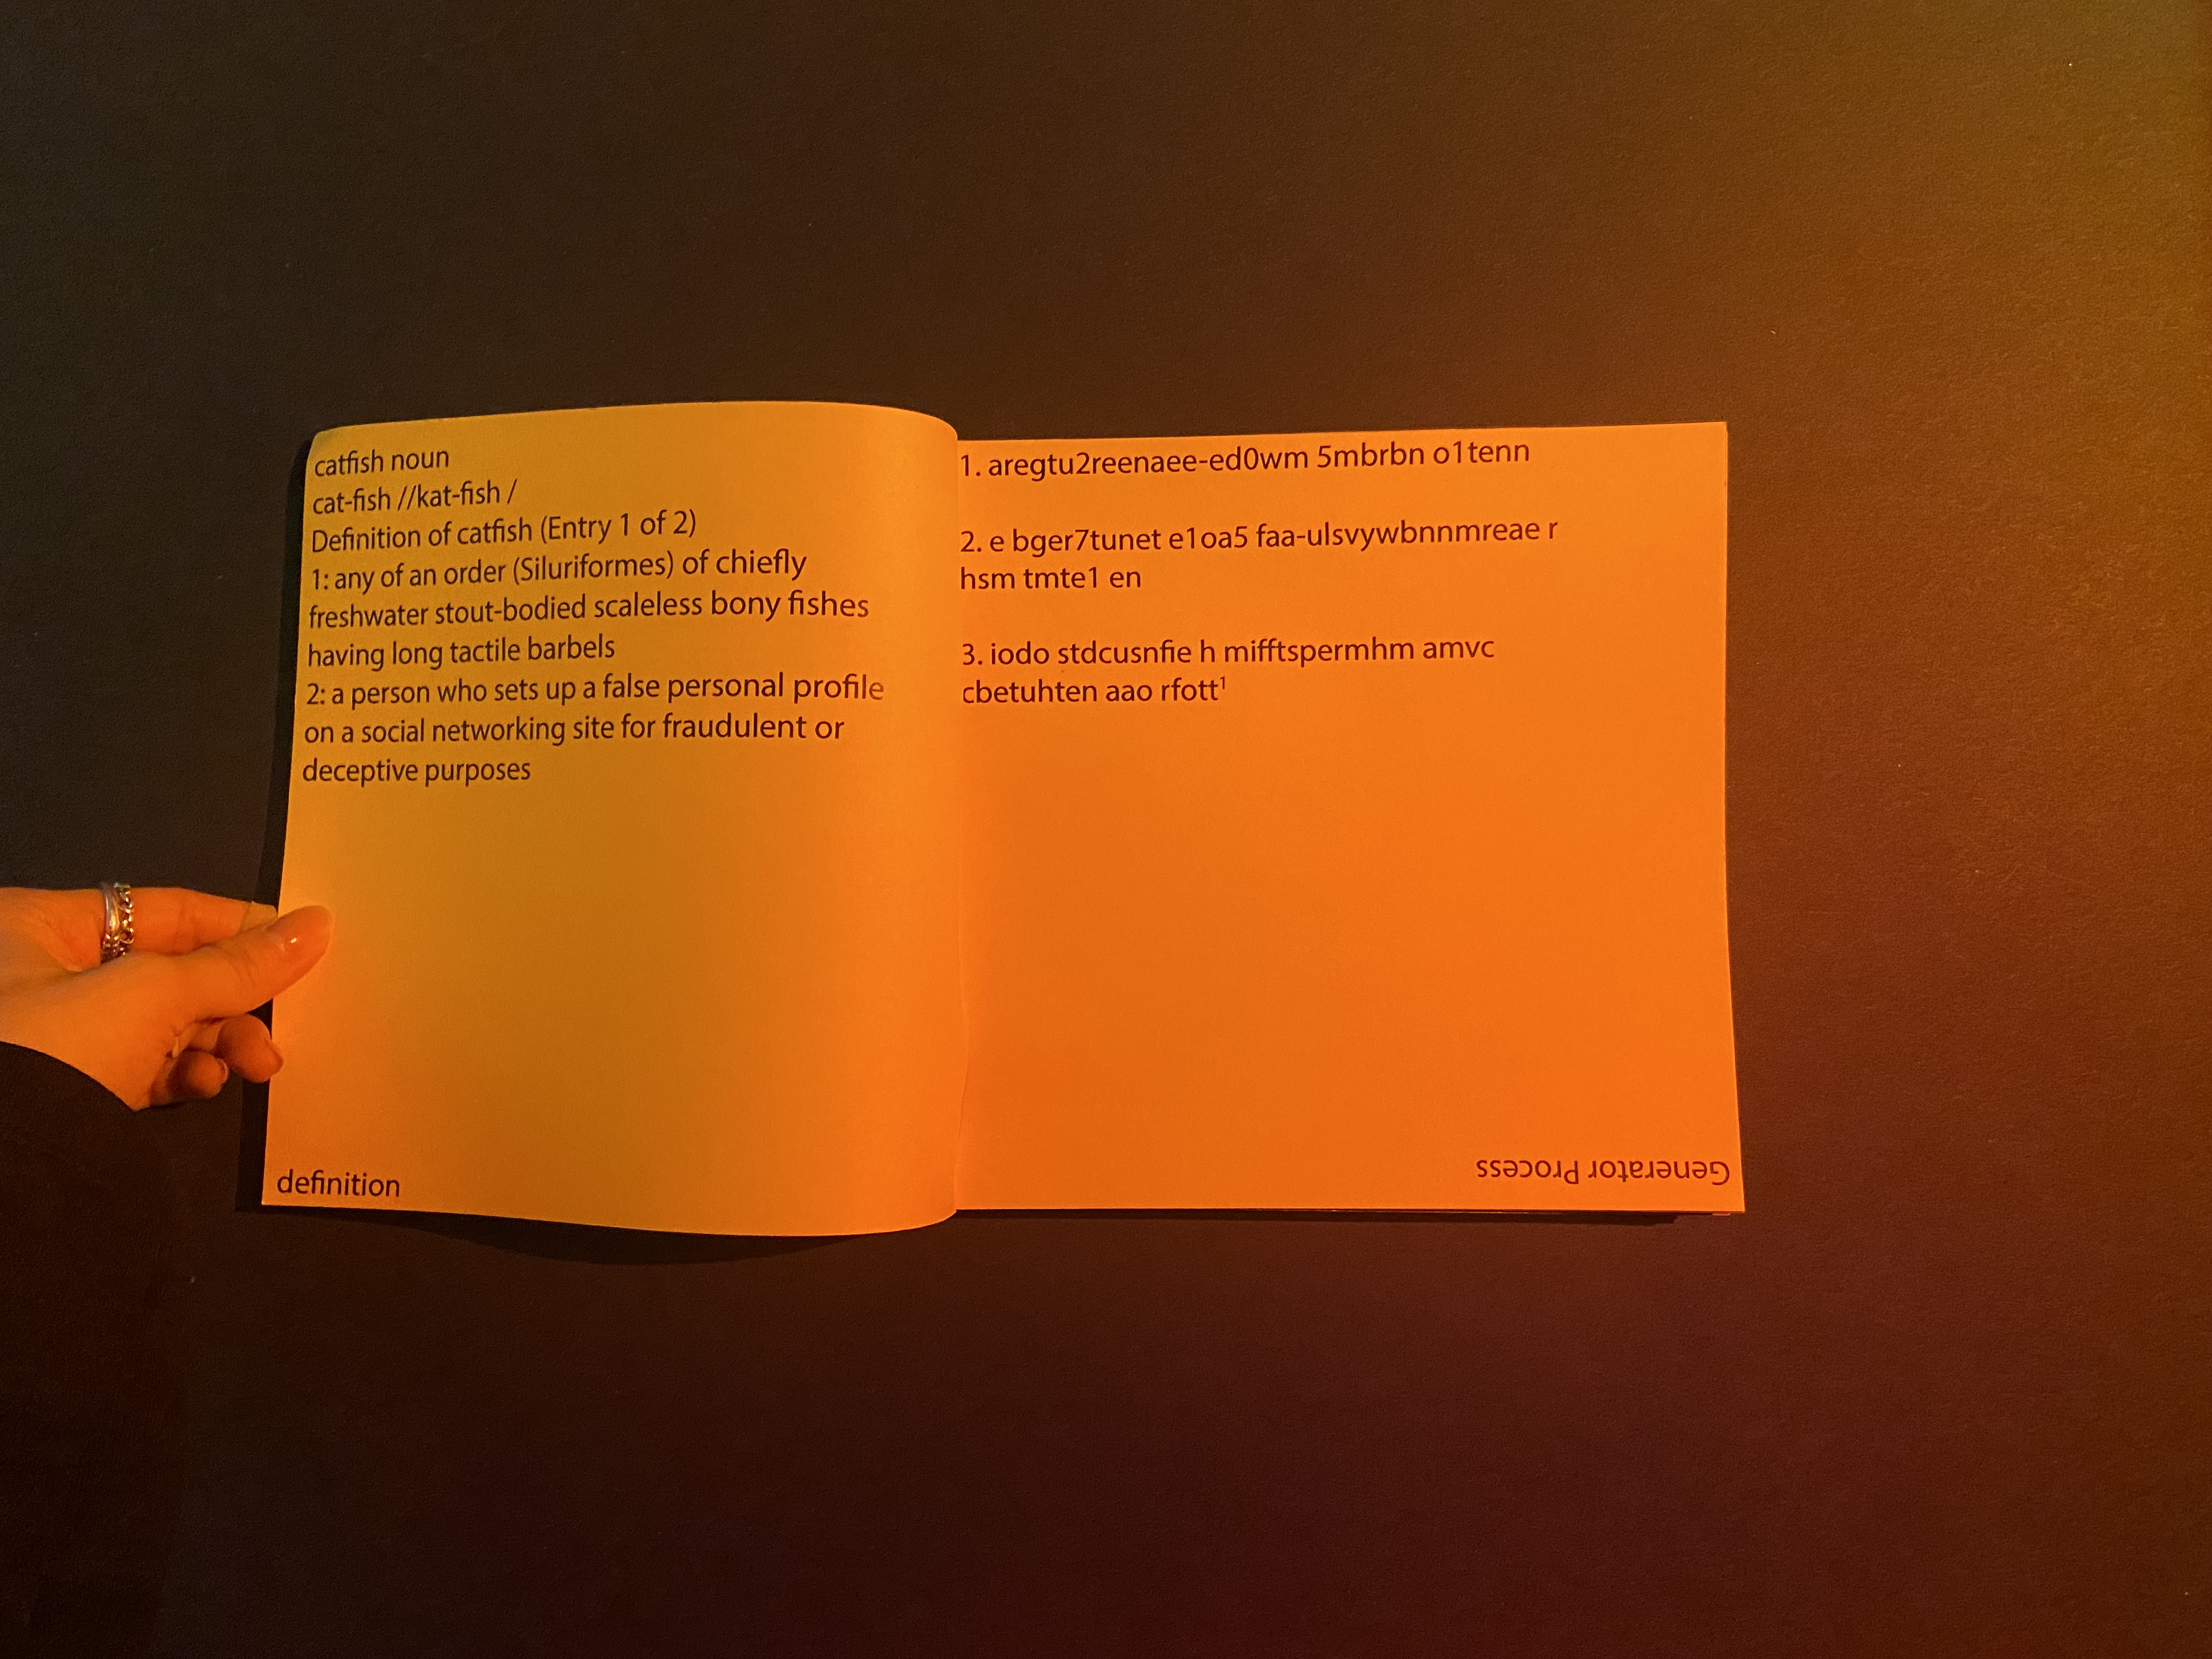 catfish noun
cat-fish //kat-fish /
Definition of catfish (Entry 1 of 2)
1: any of an order (Siluriformes) of chiefly
freshwater stout-bodied scaleless bony fishes
having long tactile barbels
2: a person who sets up a false personal profile
on a social networking site for fraudulent or
deceptive purposes
definition
1. aregtu2reenaee-ed0wm 5mbrbn o1tenn
2. e bger7tunet e1oa5 faa-ulsvywbnnmreae r
hsm tmte1 en
3. iodo stdcusnfie h mifftspermhm amvc
cbetuhten aao rfott¹
Generator Process